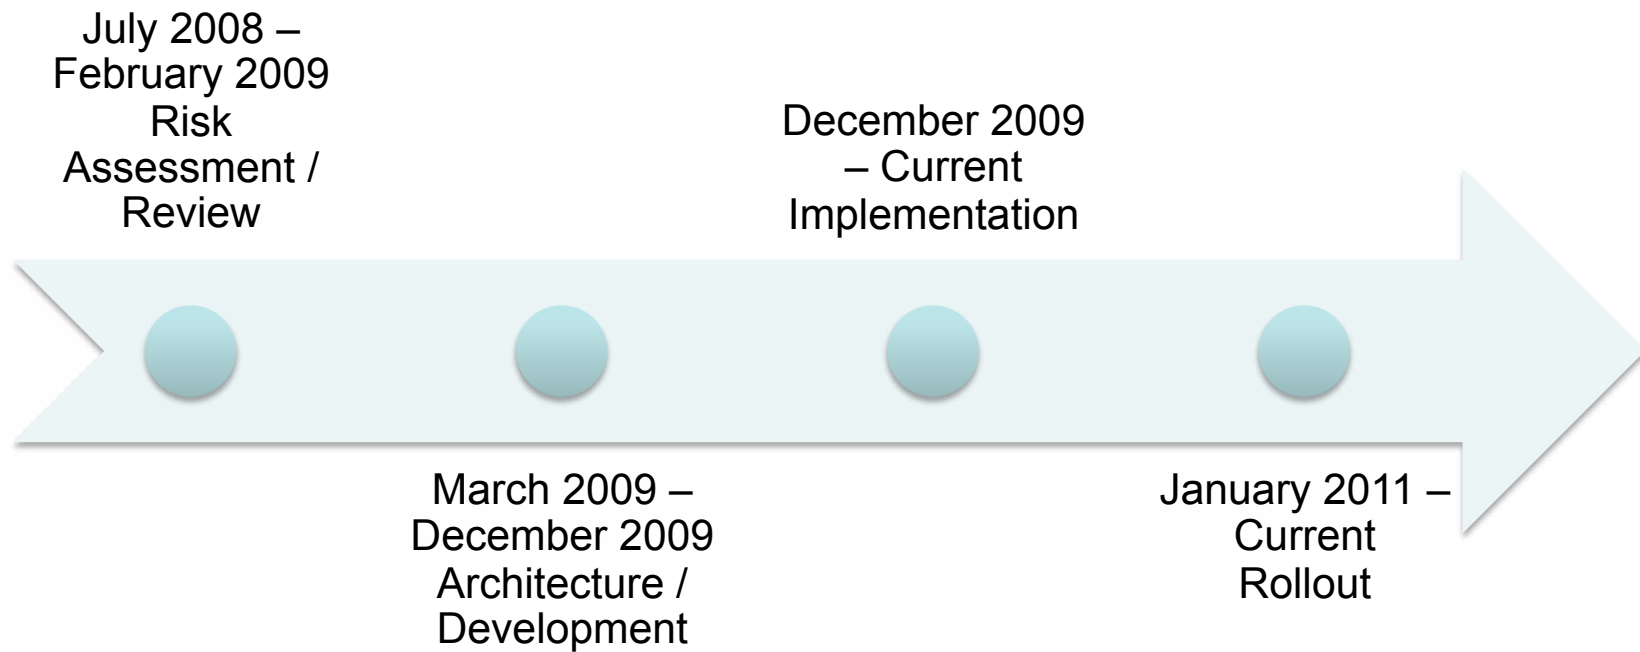 July 2008 –
February 2009
Risk
Assessment /
Review
March 2009 –
December 2009
Architecture /
Development
December 2009
– Current
Implementation
January 2011 –
Current
Rollout